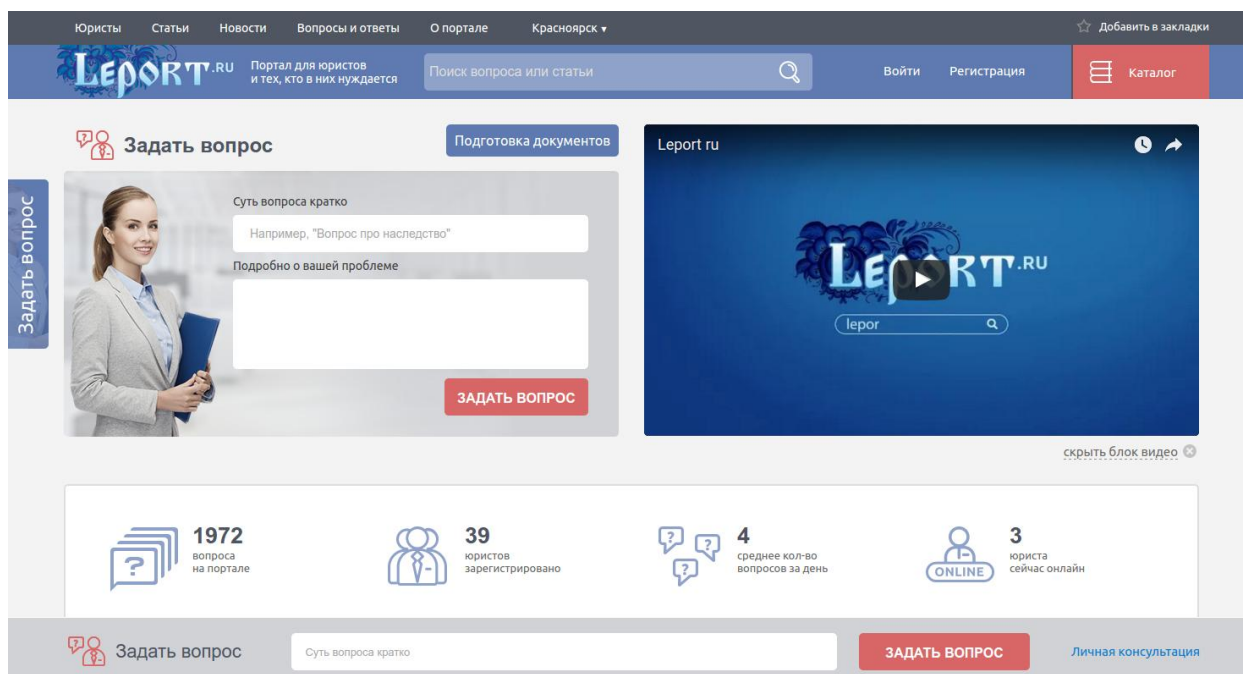 Юристы Статьи Новости Вопросы и ответы О портале Красноярск ▾ Добавить в закладки
LEPORT.RU
Портал для юристов
и тех, кто в них нуждается
Поиск вопроса или статьи
Войти Регистрация Каталог
Задать вопрос
Подготовка документов
Задать вопрос
Суть вопроса кратко
Например, "Вопрос про наследство"
Подробно о вашей проблеме
ЗАДАТЬ ВОПРОС
Leport ru
LEPORT.RU
lepor
скрыть блок видео
1972
вопроса
на портале
39
юристов
зарегистрировано
4
среднее кол-во
вопросов за день
ONLINE
3
юриста
сейчас онлайн
Задать вопрос
Суть вопроса кратко
ЗАДАТЬ ВОПРОС
Личная консультация